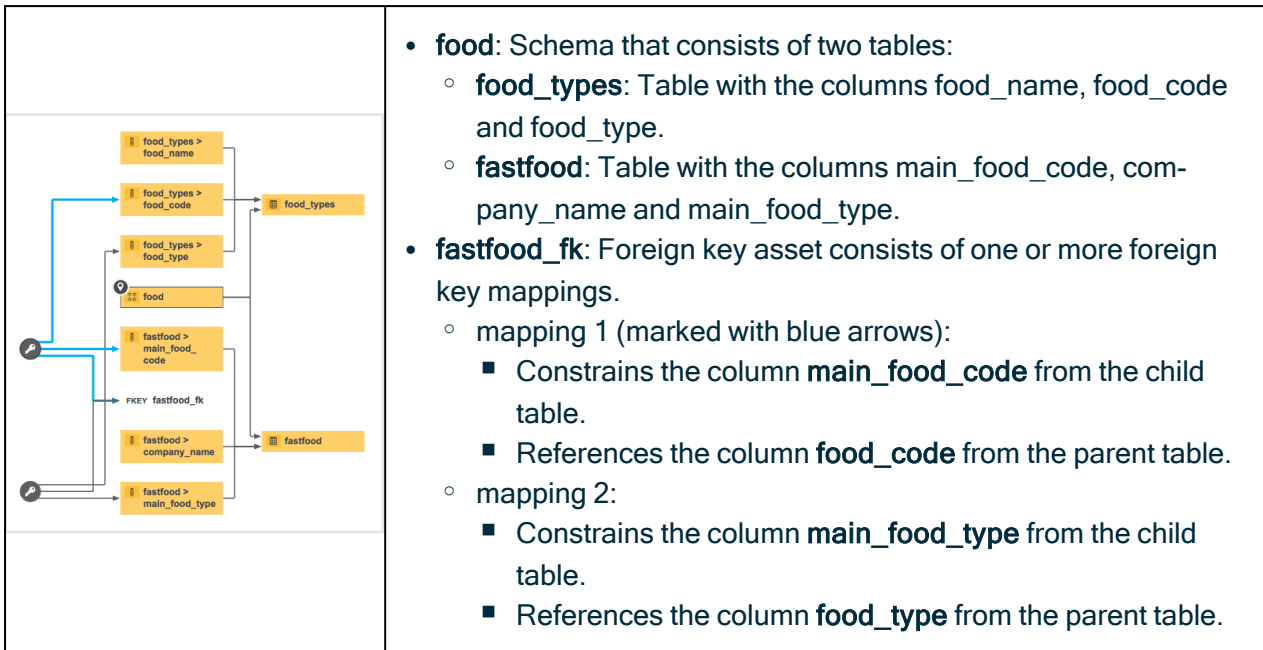 food_types >
food_name
food_types >
food_code
food_types
food_types >
food_type
food
fastfood >
main_food_
code
FKEY fastfood_fk
fastfood >
company_name
fastfood
fastfood >
main_food_type
• food: Schema that consists of two tables:
○ food_types: Table with the columns food_name, food_code
and food_type.
○ fastfood: Table with the columns main_food_code, com-
pany_name and main_food_type.
• fastfood_fk: Foreign key asset consists of one or more foreign
key mappings.
○ mapping 1 (marked with blue arrows):
■ Constrains the column main_food_code from the child
table.
■ References the column food_code from the parent table.
○ mapping 2:
■ Constrains the column main_food_type from the child
table.
■ References the column food_type from the parent table.